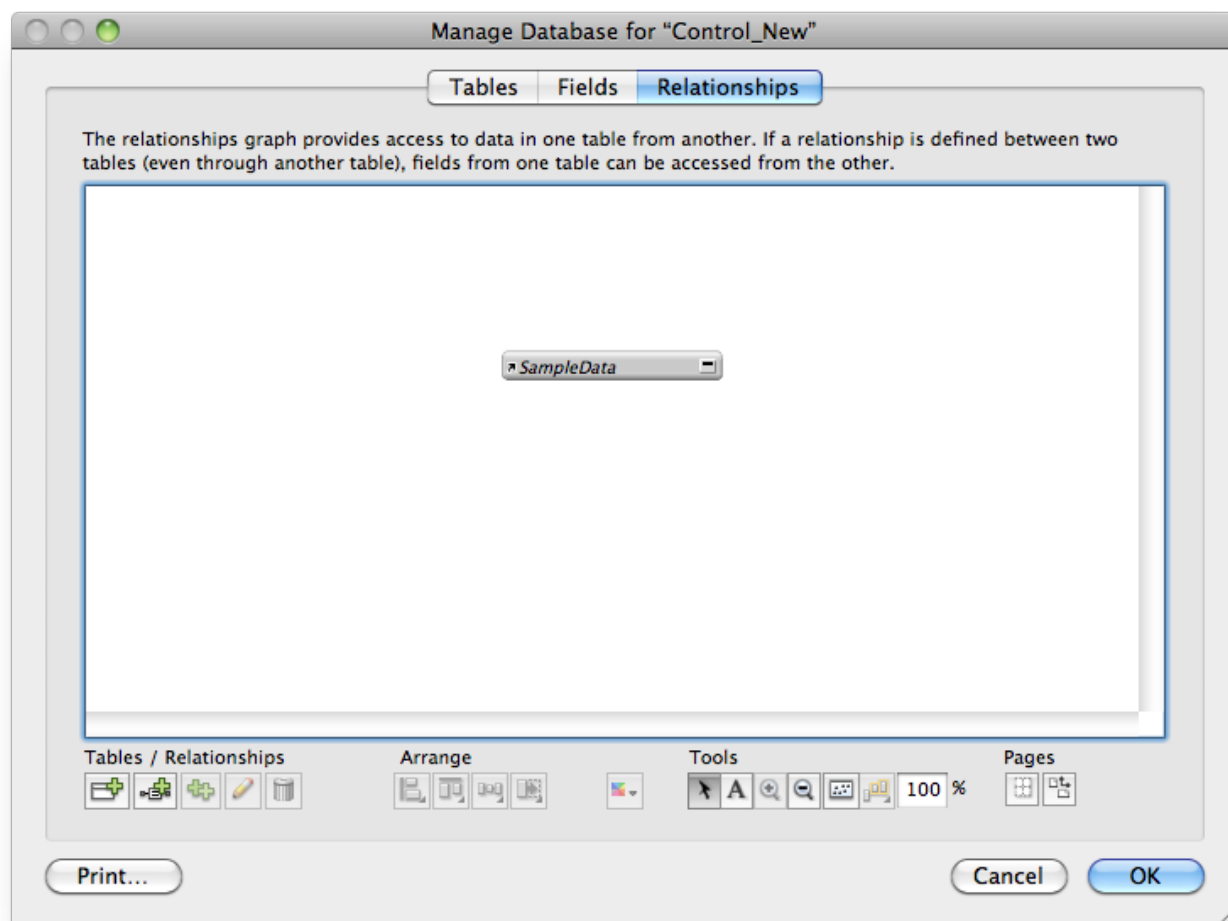 Manage Database for “Control_New”
Tables Fields Relationships
The relationships graph provides access to data in one table from another. If a relationship is defined between two
tables (even through another table), fields from one table can be accessed from the other.
SampleData
Tables / Relationships Arrange Tools Pages
A 100 %
Print... Cancel OK